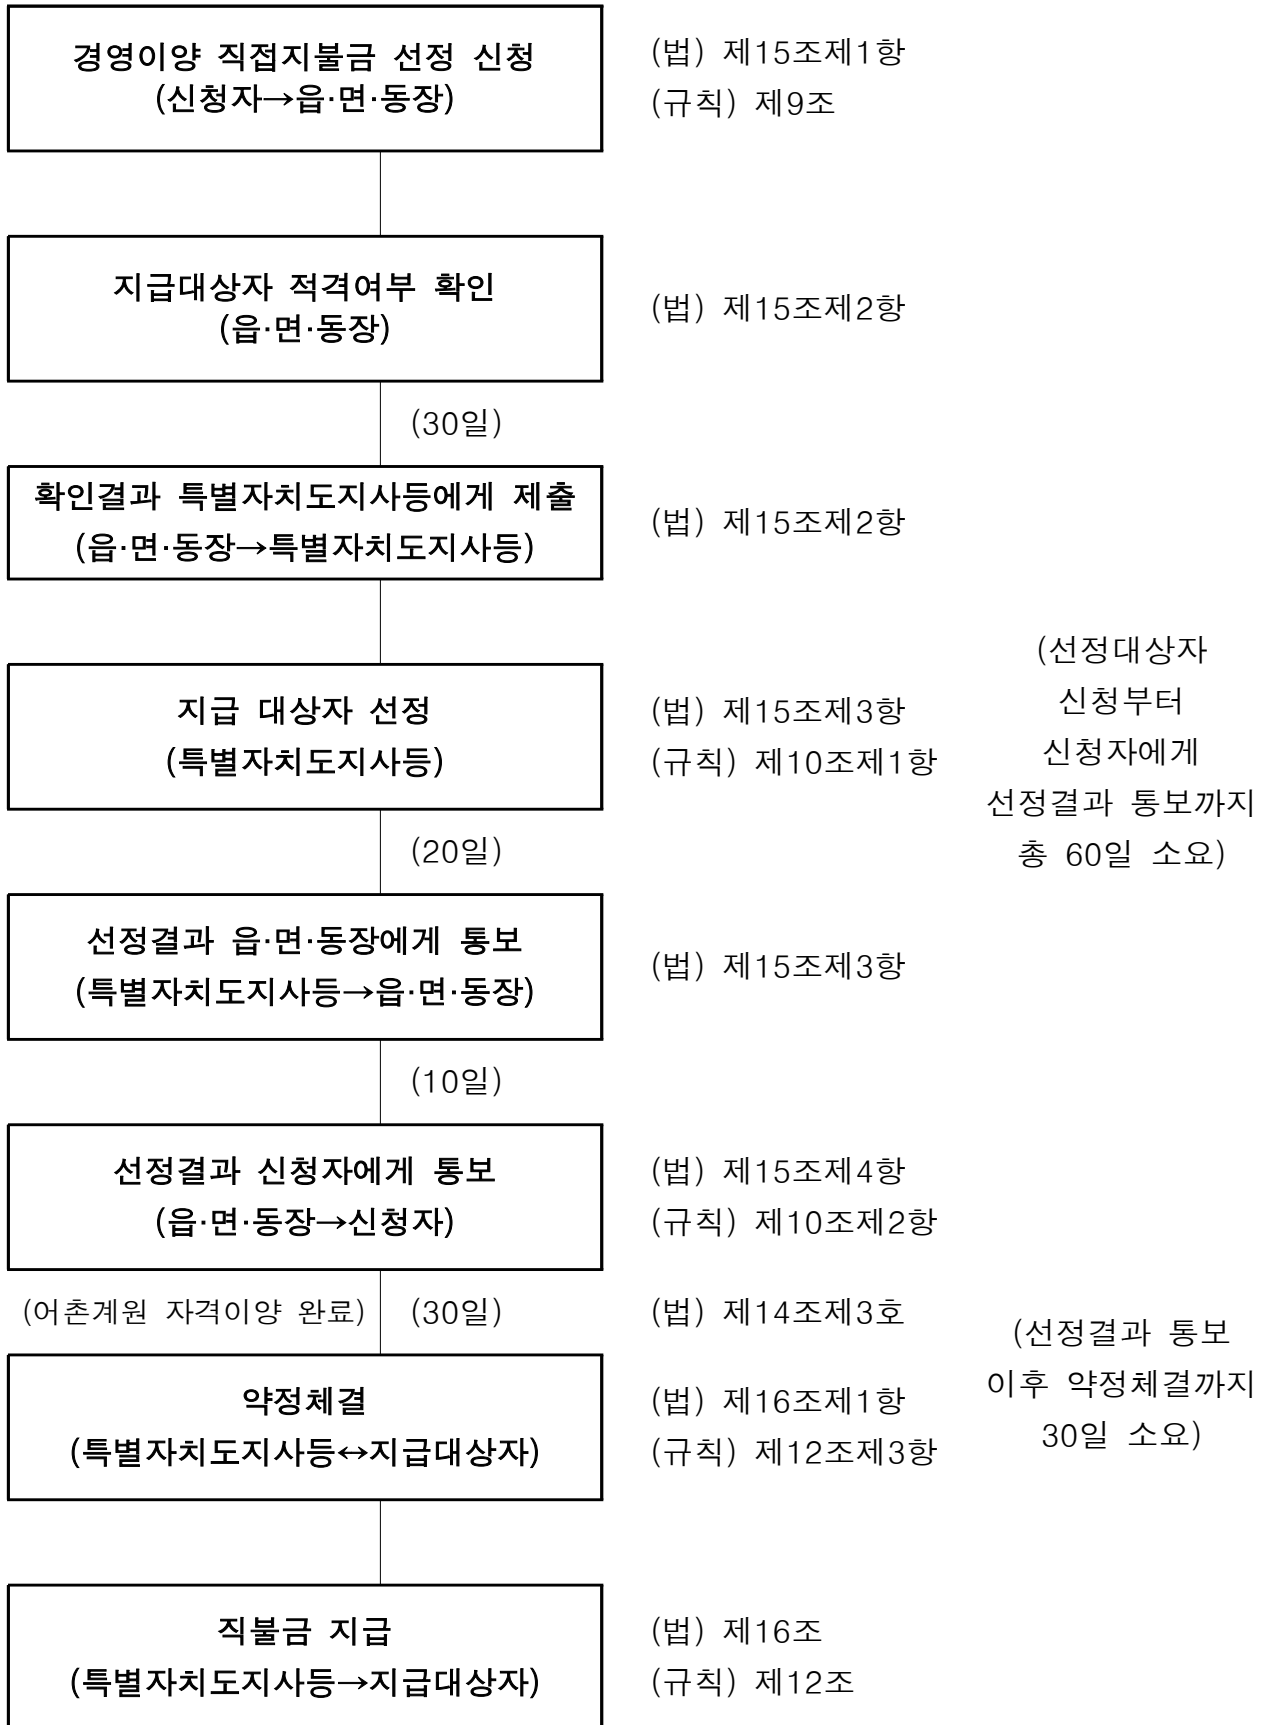 경영이양 직접지불금 선정 신청
(신청자→읍·면·동장)
(법) 제15조제1항
(규칙) 제9조
지급대상자 적격여부 확인
(읍·면·동장)
(법) 제15조제2항
(30일)
확인결과 특별자치도지사등에게 제출
(읍·면·동장→특별자치도지사등)
(법) 제15조제2항
지급 대상자 선정
(특별자치도지사등)
(법) 제15조제3항
(규칙) 제10조제1항
(선정대상자
신청부터
신청자에게
선정결과 통보까지
총 60일 소요)
(20일)
선정결과 읍·면·동장에게 통보
(특별자치도지사등→읍·면·동장)
(법) 제15조제3항
(10일)
선정결과 신청자에게 통보
(읍·면·동장→신청자)
(법) 제15조제4항
(규칙) 제10조제2항
(어촌계원 자격이양 완료)
(30일)
(법) 제14조제3호
(선정결과 통보
이후 약정체결까지
30일 소요)
약정체결
(특별자치도지사등↔지급대상자)
(법) 제16조제1항
(규칙) 제12조제3항
직불금 지급
(특별자치도지사등→지급대상자)
(법) 제16조
(규칙) 제12조